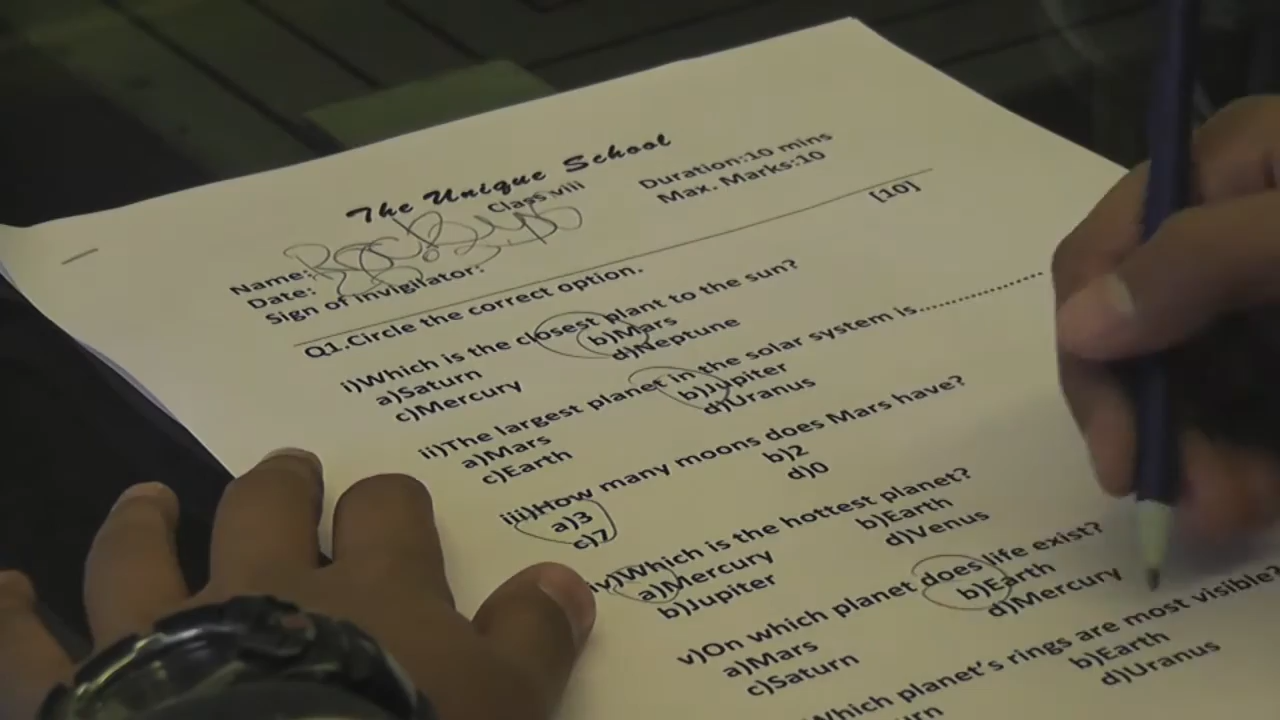 The Unique School
Class viii
Duration:10 mins
Max. Marks:10
Name:
Date:
Sign of invigilator:
[10]
Q1.Circle the correct option.
i)Which is the closest plant to the sun?
a)Saturn b)Mars
c)Mercury d)Neptune
ii)The largest planet in the solar system is..................
a)Mars b)Jupiter
c)Earth d)Uranus
iii)How many moons does Mars have?
a)3 b)2
c)7 d)0
iv)Which is the hottest planet?
a)Mercury b)Earth
b)Jupiter d)Venus
v)On which planet does life exist?
a)Mars b)Earth
c)Saturn d)Mercury
Which planet's rings are most visible?
b)Earth
d)Uranus